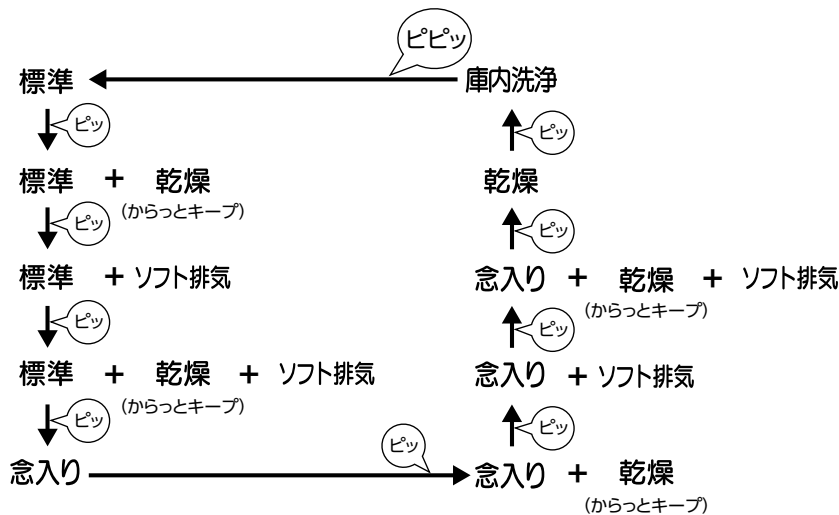 ピピッ
標準
庫内洗浄
ピッ
ピッ
標準 + 乾燥
乾燥
(からっとキープ)
ピッ
ピッ
標準 + ソフト排気
念入り + 乾燥 + ソフト排気
(からっとキープ)
ピッ
ピッ
標準 + 乾燥 + ソフト排気
念入り + ソフト排気
(からっとキープ)
ピッ
ピッ
ピッ
念入り
念入り + 乾燥
(からっとキープ)